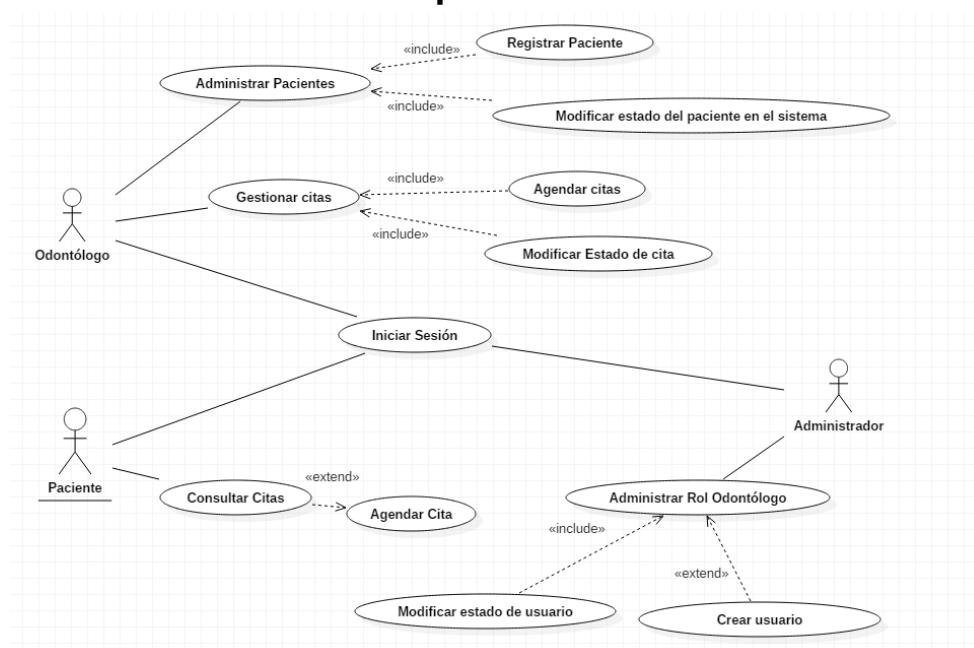 «include»
Registrar Paciente
Administrar Pacientes
«include»
Modificar estado del paciente en el sistema
«include»
Agendar citas
Gestionar citas
«include»
Modificar Estado de cita
Odontólogo
Iniciar Sesión
Administrador
Paciente
«extend»
Consultar Citas
Agendar Cita
Administrar Rol Odontólogo
«include»
«extend»
Modificar estado de usuario
Crear usuario